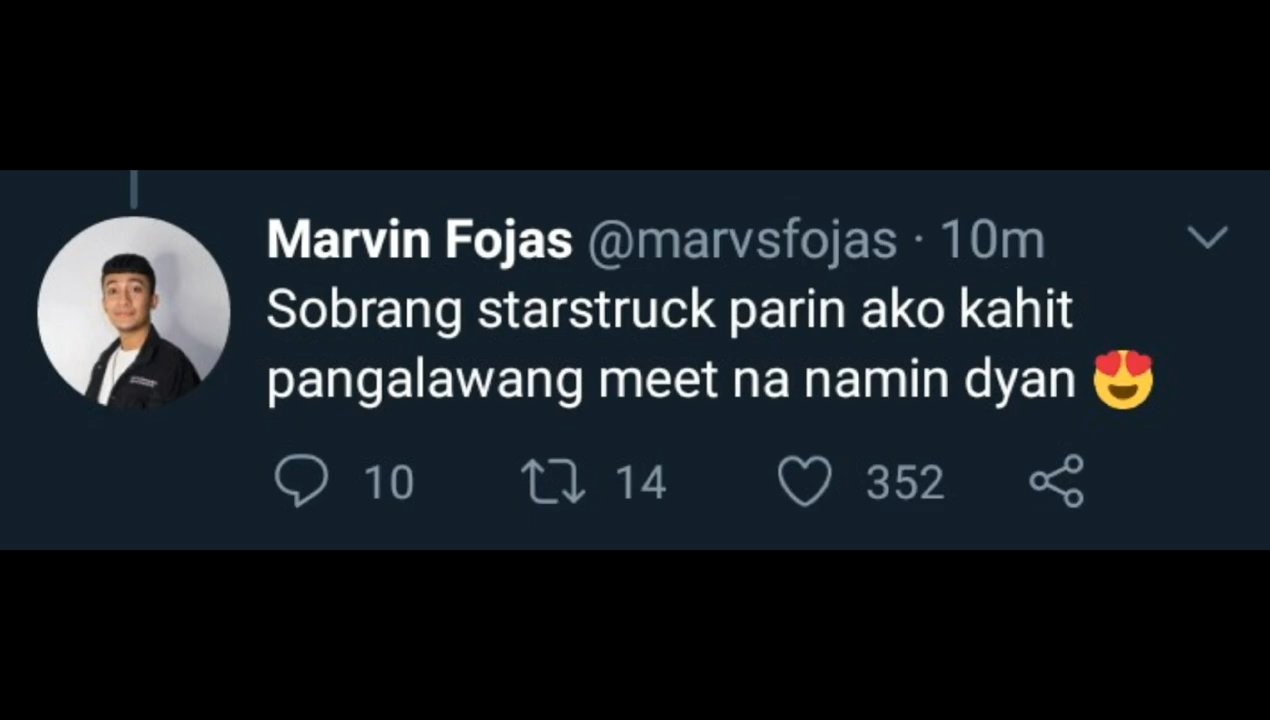 Marvin Fojas @marvsfojas · 10m
Sobrang starstruck parin ako kahit
pangalawang meet na namin dyan 😍
10 14 352